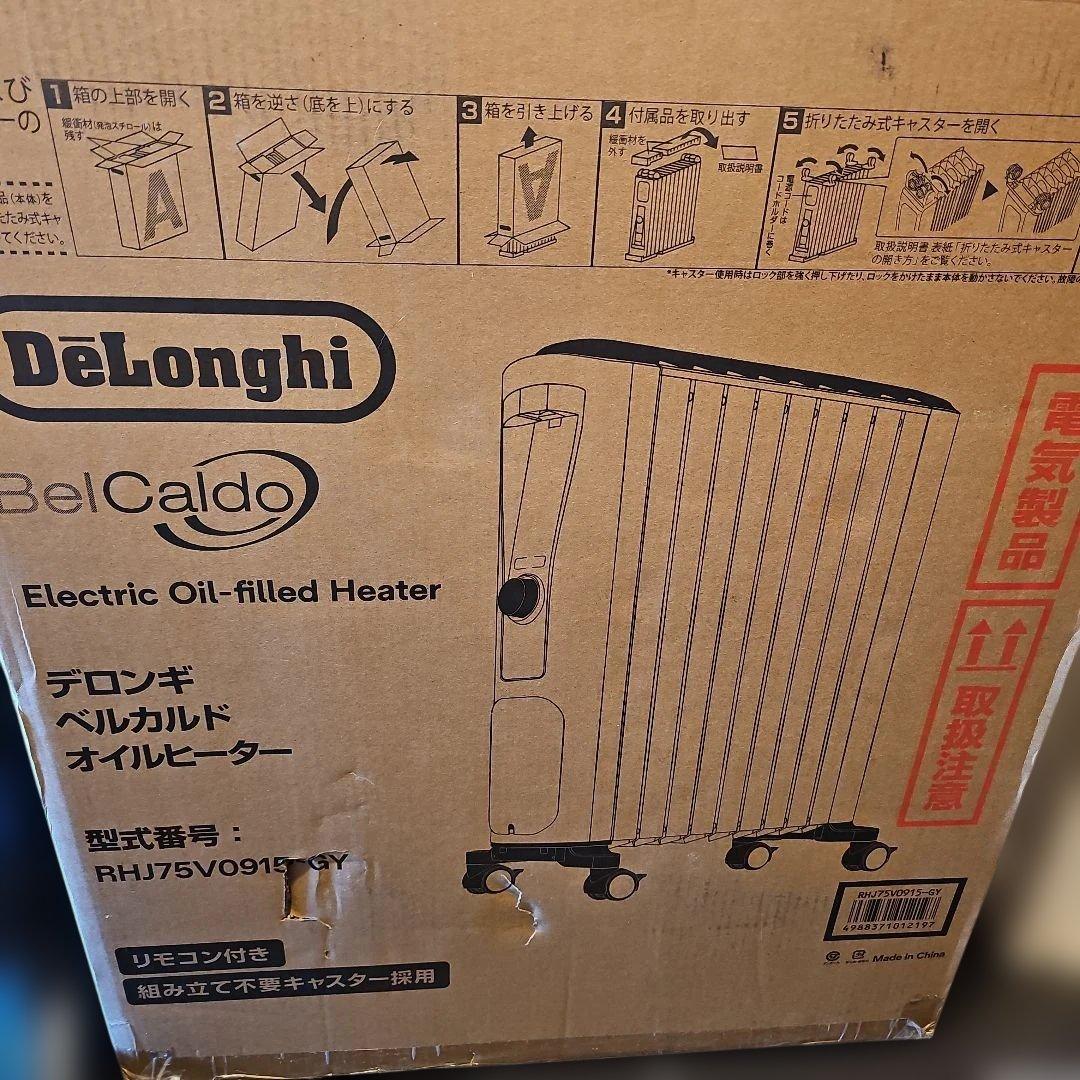 び
ーの
品(本体)を
たたみ式キャ
てください。
1 箱の上部を開く
緩衝材(発泡スチロール)は
残す
A
2 箱を逆さ(底を上)にする
3 箱を引き上げる
A
4 付属品を取り出す
緩衝材を
外す
取扱説明書
5 折りたたみ式キャスターを開く
電源コードは
コードホルダーに巻く
取扱説明書 表紙「折りたたみ式キャスター
の開き方」をご覧ください。
*キャスター使用時はロック部を強く押し下げたり、ロックをかけたまま本体を動かさないでください。故障の
DēLonghi
BelCaldo
Electric Oil-filled Heater
デロンギ
ベルカルド
オイルヒーター
型式番号：
RHJ75V0915-GY
リモコン付き
組み立て不要キャスター採用
電気製品
取扱注意
RHJ75V0915-GY
4988371012197
Made in China